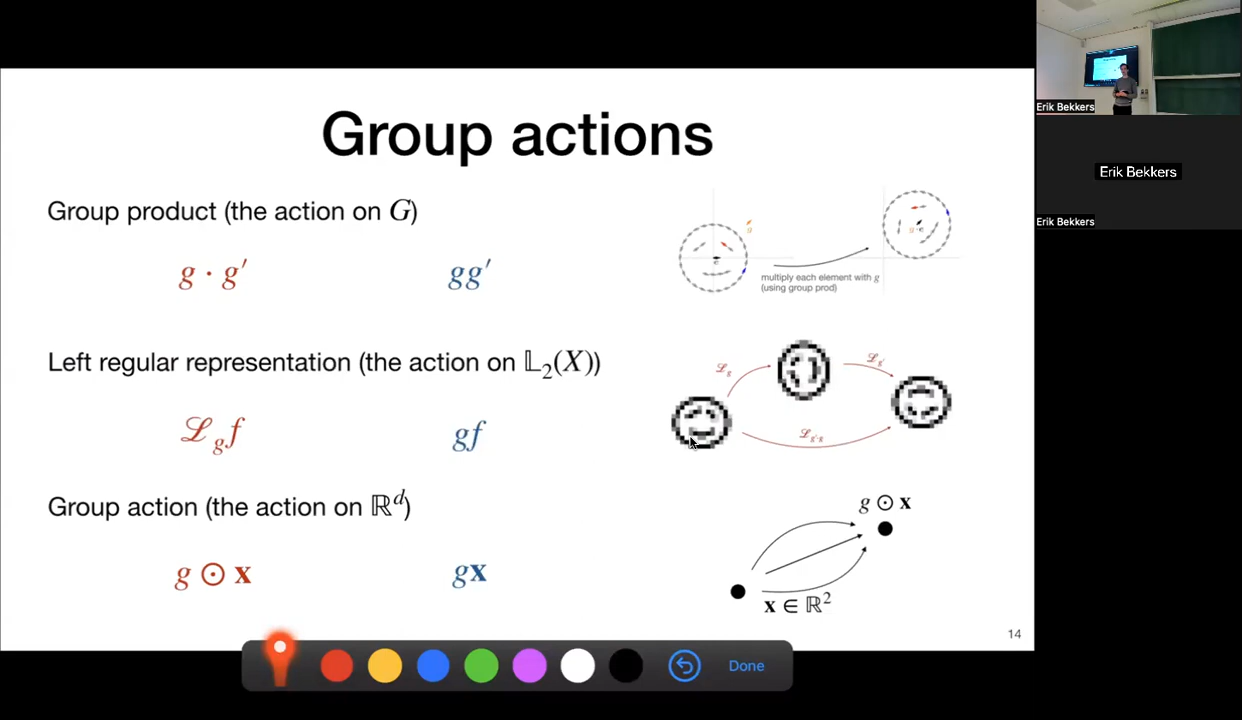 Group actions
Group product (the action on G)
g · g′
gg′
g
e
g · e
multiply each element with g
(using group prod)
Left regular representation (the action on 𝕃₂(X))
ℒ_g f
gf
ℒ_g
ℒ_g′
ℒ_g′g
Group action (the action on ℝᵈ)
g ⊙ x
gx
g ⊙ x
x ∈ ℝ²
14
Done
Erik Bekkers
Erik Bekkers
Erik Bekkers